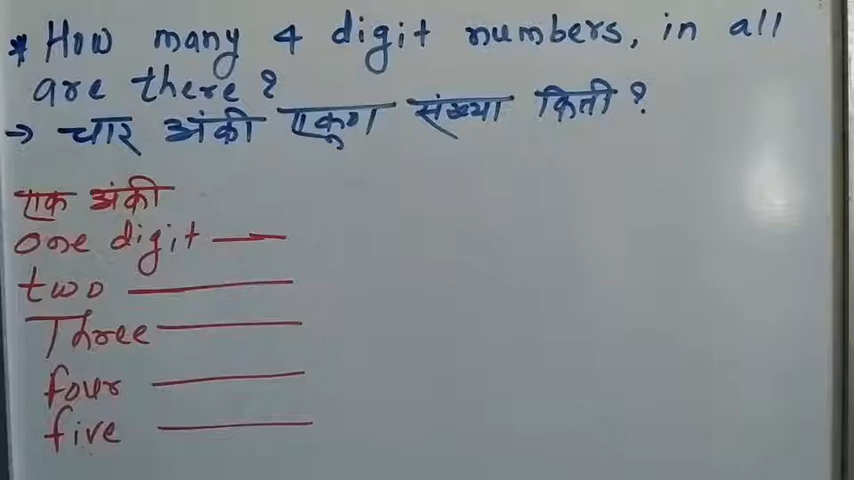 * How many 4 digit numbers, in all
are there?
→ चार अंकी एकूण संख्या किती?
एक अंकी
one digit —
two —
Three —
four —
five —